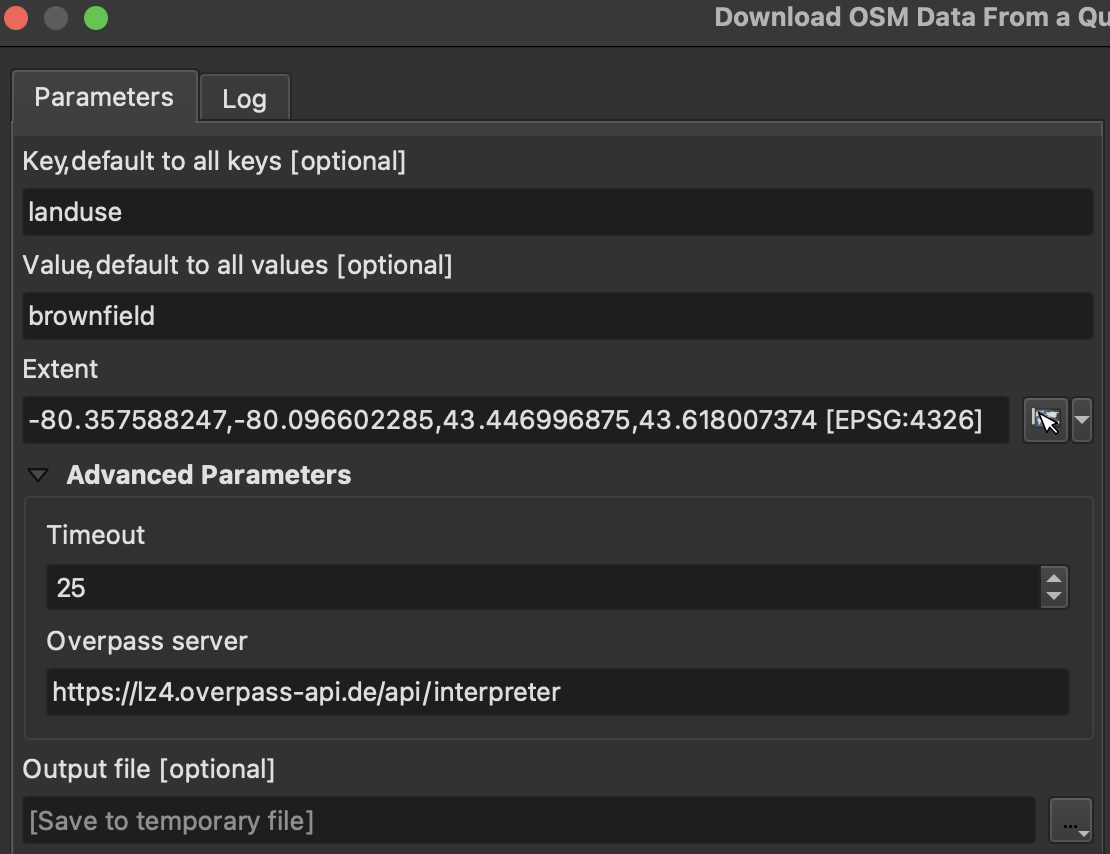 Download OSM Data From a Qu
Parameters
Log
Key,default to all keys [optional]
landuse
Value,default to all values [optional]
brownfield
Extent
-80.357588247,-80.096602285,43.446996875,43.618007374 [EPSG:4326]
Advanced Parameters
Timeout
25
Overpass server
https://lz4.overpass-api.de/api/interpreter
Output file [optional]
[Save to temporary file]
...